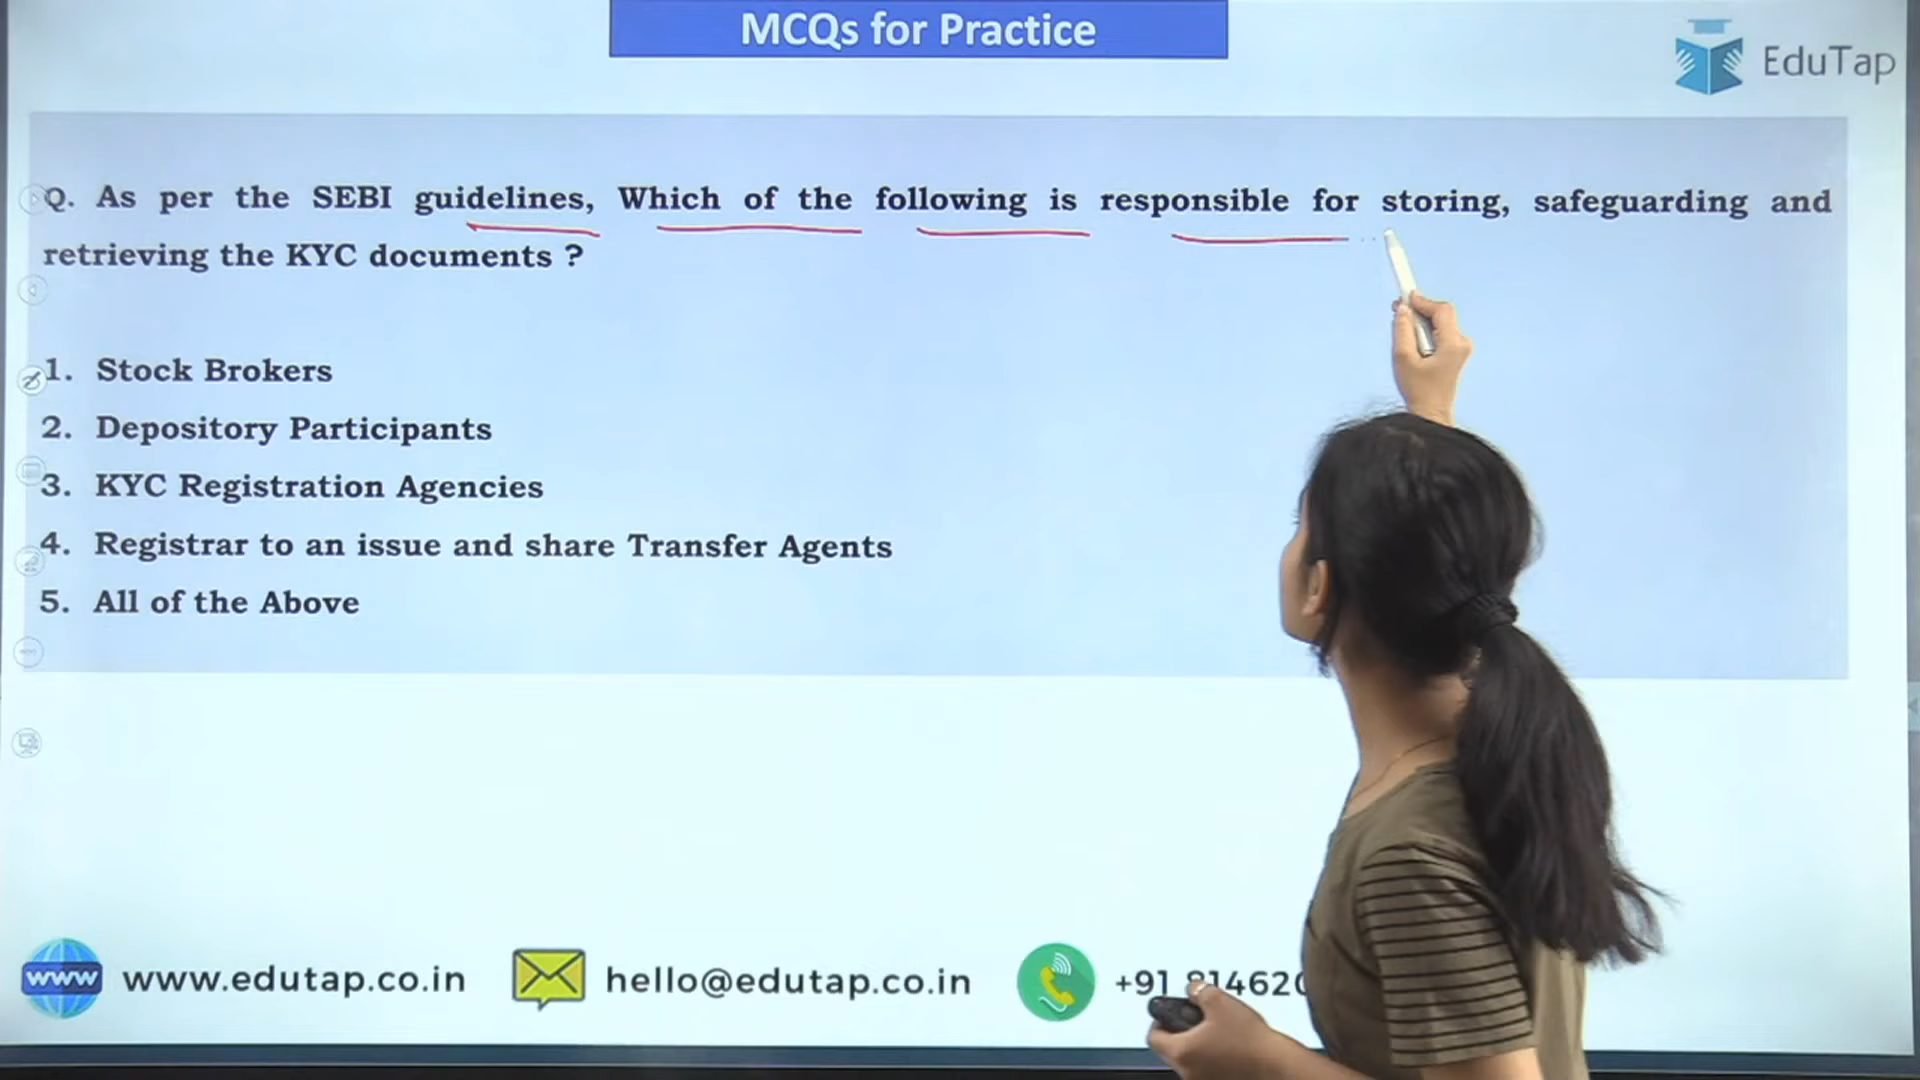 MCQs for Practice
EduTap
Q. As per the SEBI guidelines, Which of the following is responsible for storing, safeguarding and
retrieving the KYC documents ?
1. Stock Brokers
2. Depository Participants
3. KYC Registration Agencies
4. Registrar to an issue and share Transfer Agents
5. All of the Above
www www.edutap.co.in hello@edutap.co.in +91 814620